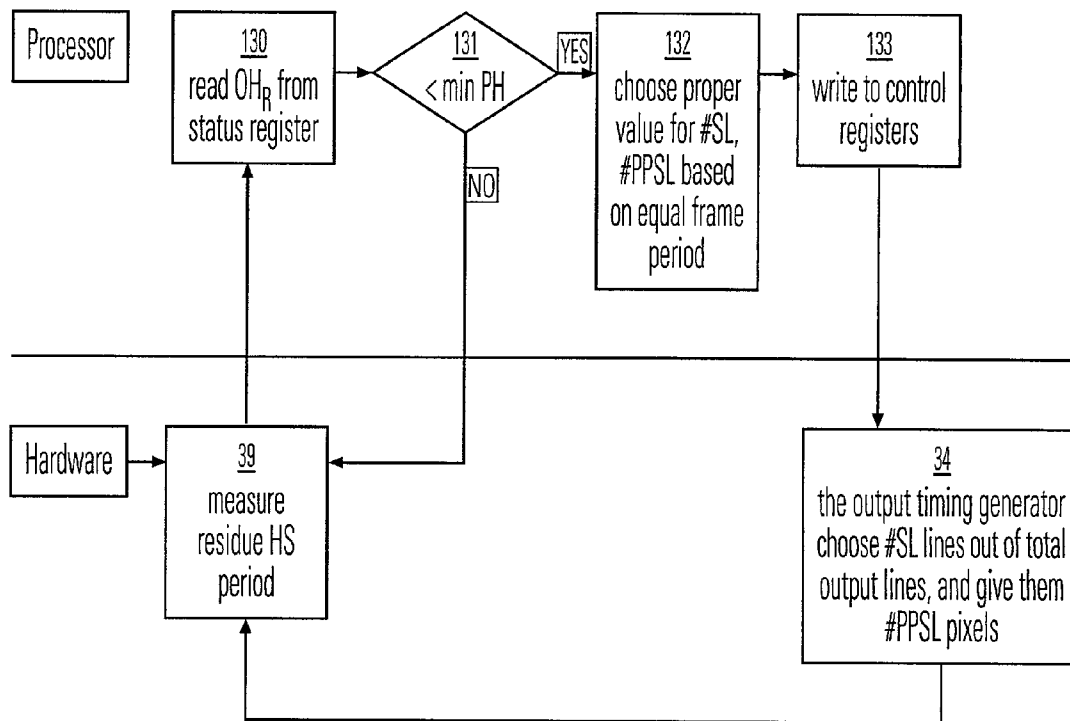 Processor
130
read OH_R from
status register
131
< min PH
YES
NO
132
choose proper
value for #SL,
#PPSL based
on equal frame
period
133
write to control
registers
Hardware
39
measure
residue HS
period
34
the output timing generator
choose #SL lines out of total
output lines, and give them
#PPSL pixels